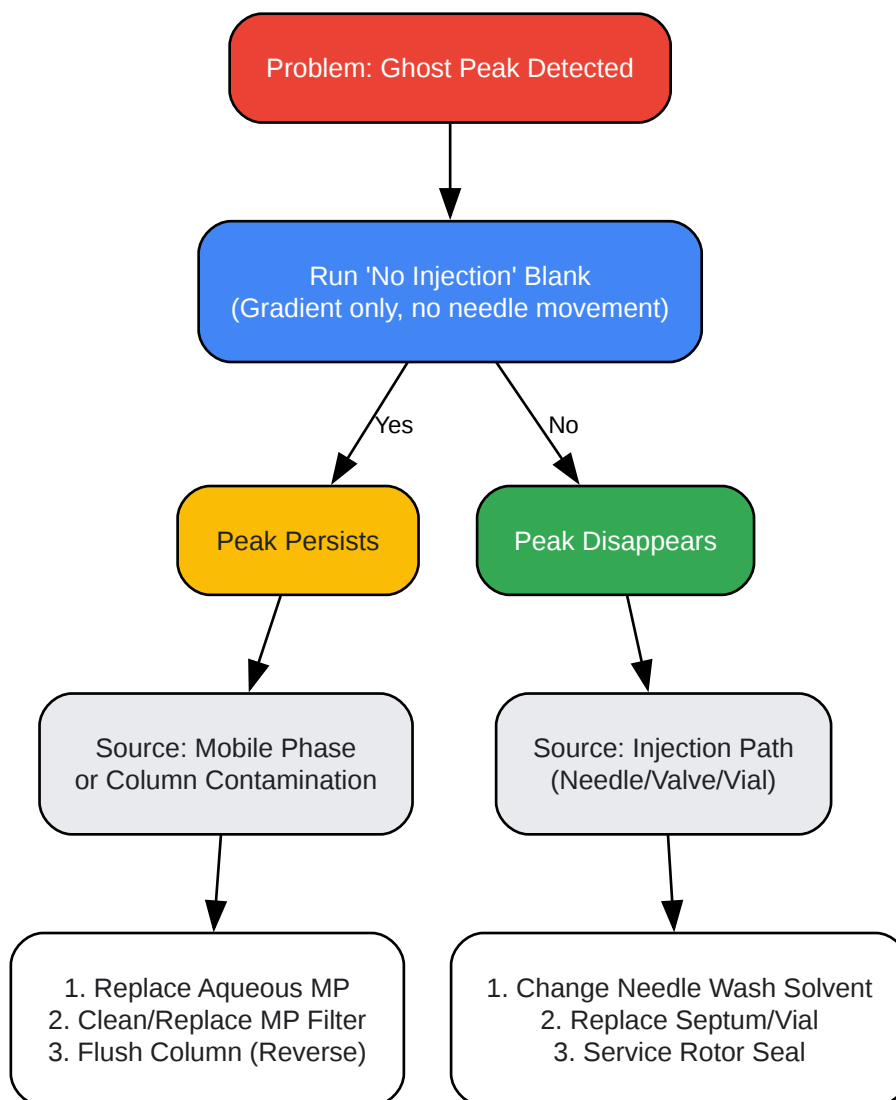 Problem: Ghost Peak Detected
Run 'No Injection' Blank
(Gradient only, no needle movement)
Yes
No
Peak Persists
Peak Disappears
Source: Mobile Phase
or Column Contamination
Source: Injection Path
(Needle/Valve/Vial)
1. Replace Aqueous MP
2. Clean/Replace MP Filter
3. Flush Column (Reverse)
1. Change Needle Wash Solvent
2. Replace Septum/Vial
3. Service Rotor Seal